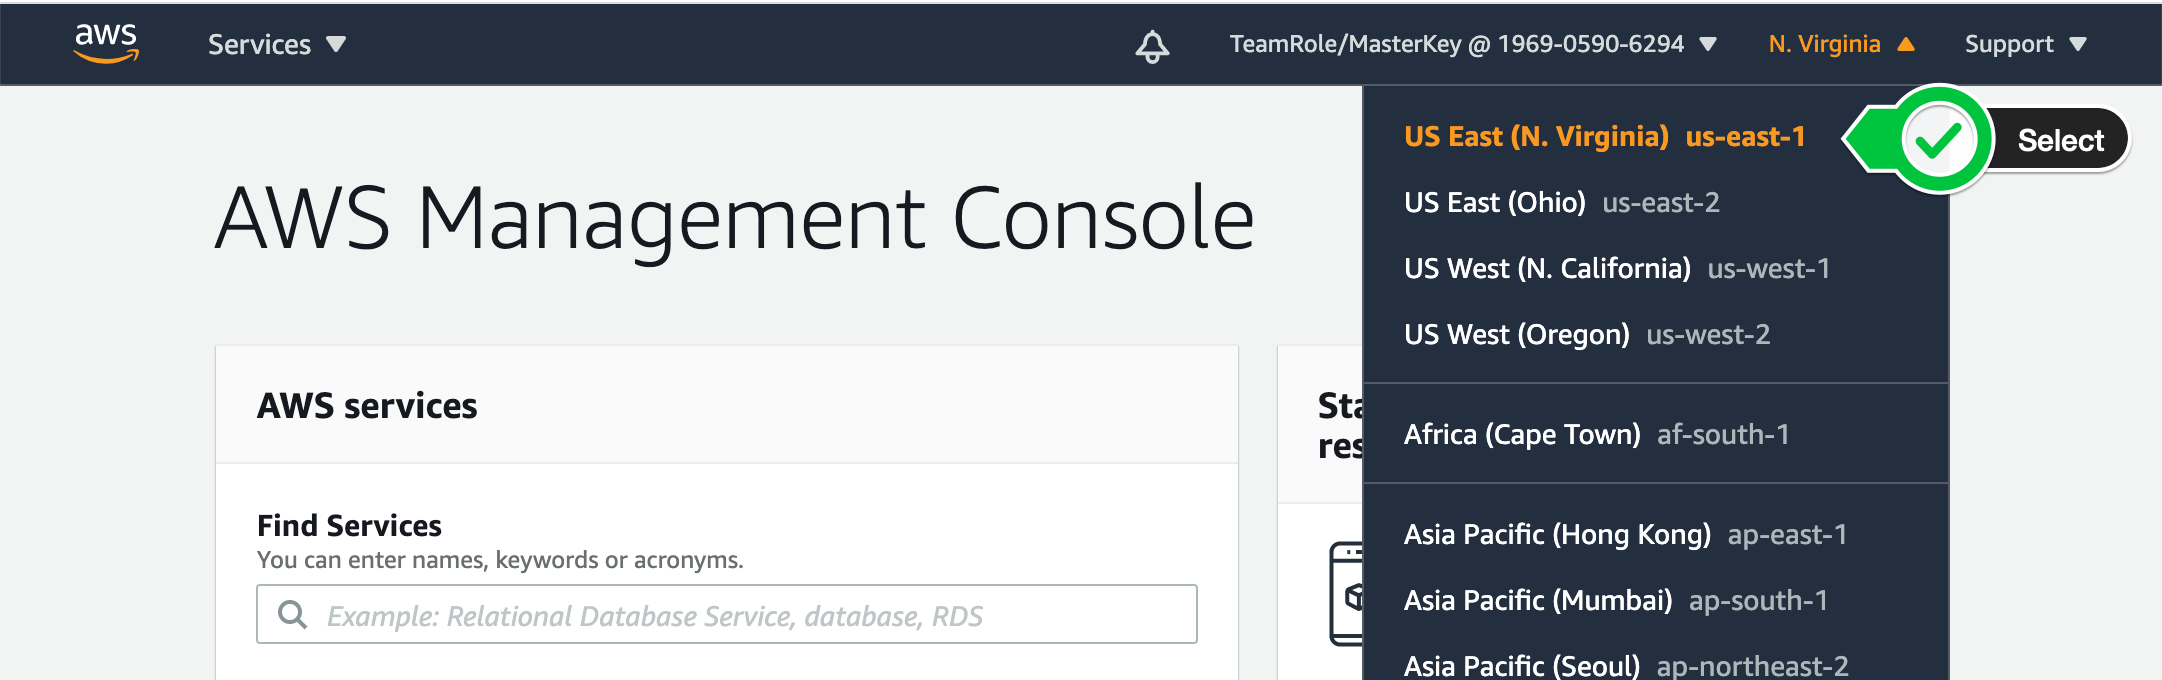 aws Services TeamRole/MasterKey @ 1969-0590-6294 N. Virginia Support
US East (N. Virginia) us-east-1 Select
US East (Ohio) us-east-2
US West (N. California) us-west-1
US West (Oregon) us-west-2
Africa (Cape Town) af-south-1
Asia Pacific (Hong Kong) ap-east-1
Asia Pacific (Mumbai) ap-south-1
Asia Pacific (Seoul) ap-northeast-2
AWS Management Console
AWS services
Find Services
You can enter names, keywords or acronyms.
Example: Relational Database Service, database, RDS